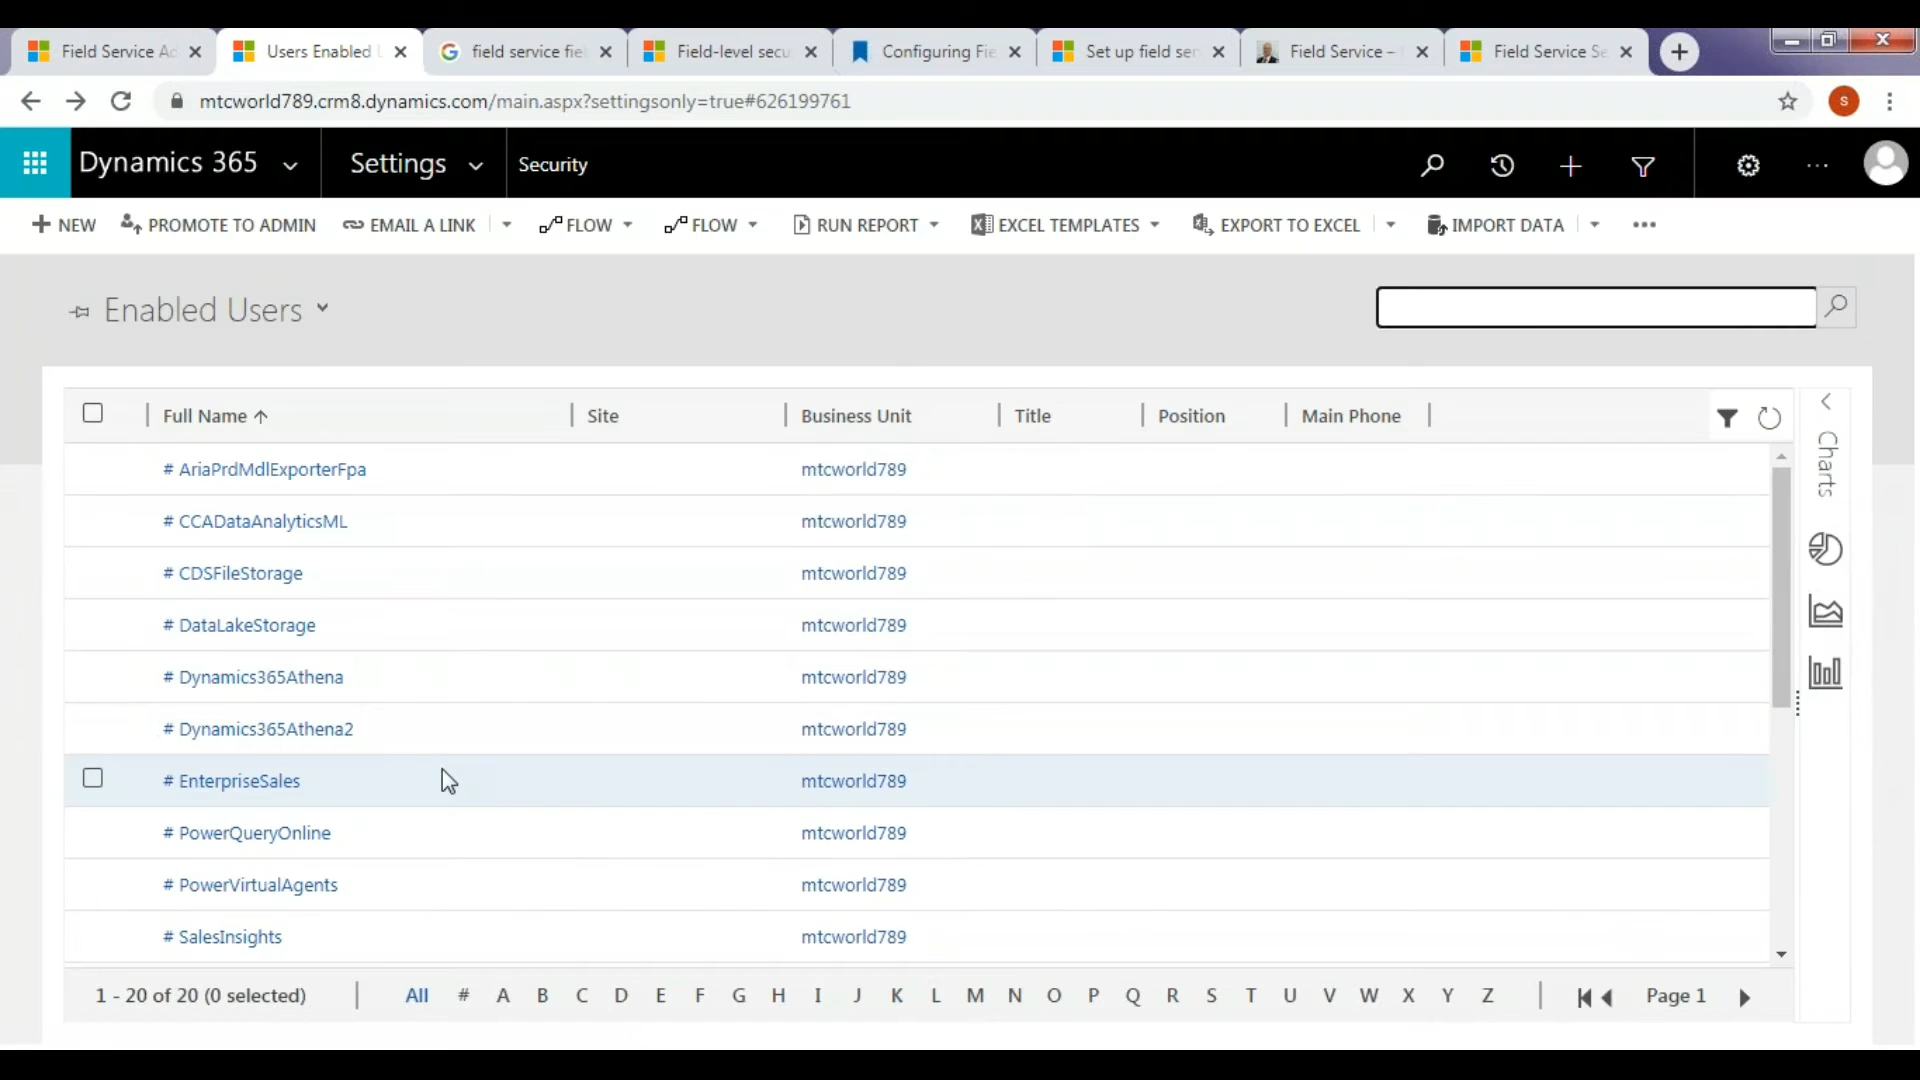 Field Service Ad
Users Enabled
field service fie
Field-level secu
Configuring Fie
Set up field ser
Field Service –
Field Service Se
mtcworld789.crm8.dynamics.com/main.aspx?settingsonly=true#626199761
S
Dynamics 365
Settings
Security
NEW
PROMOTE TO ADMIN
EMAIL A LINK
FLOW
FLOW
RUN REPORT
EXCEL TEMPLATES
EXPORT TO EXCEL
IMPORT DATA
Enabled Users
Full Name Site Business Unit Title Position Main Phone
# AriaPrdMdlExporterFpa mtcworld789
# CCADataAnalyticsML mtcworld789
# CDSFileStorage mtcworld789
# DataLakeStorage mtcworld789
# Dynamics365Athena mtcworld789
# Dynamics365Athena2 mtcworld789
# EnterpriseSales mtcworld789
# PowerQueryOnline mtcworld789
# PowerVirtualAgents mtcworld789
# SalesInsights mtcworld789
Charts
1 - 20 of 20 (0 selected) All # A B C D E F G H I J K L M N O P Q R S T U V W X Y Z Page 1